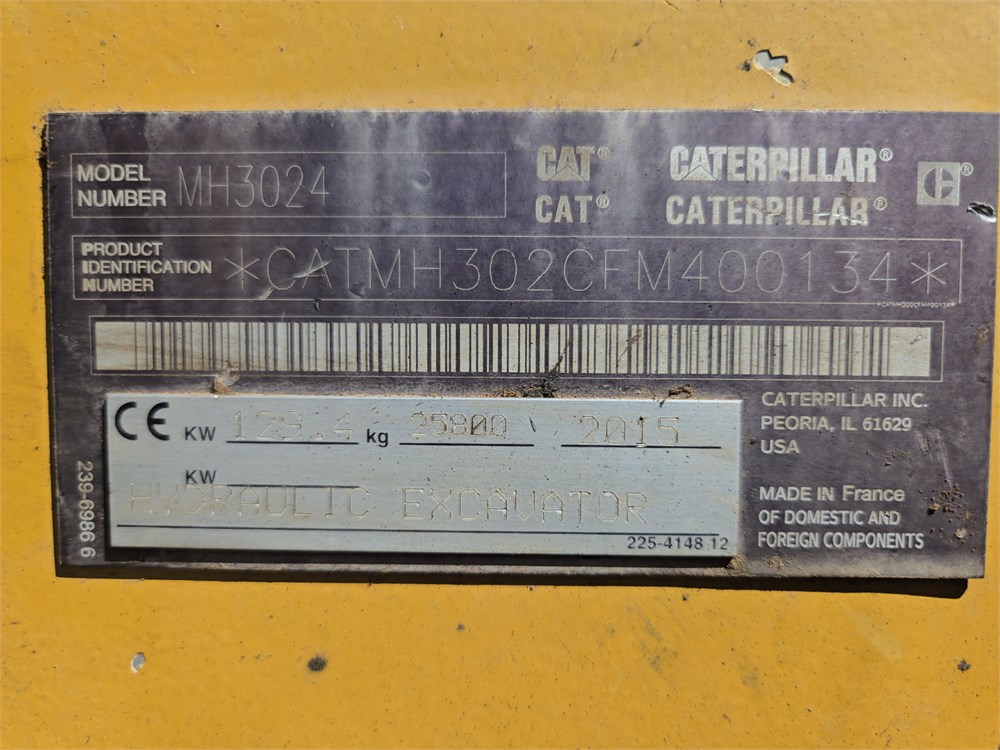 MODEL NUMBER MH3024
CAT® CATERPILLAR® C®
CAT® CATERPILLAR®
PRODUCT IDENTIFICATION NUMBER *CATMH302CFM400134*
*CATMH302CFM400134*
CE KW 129.4 kg 25800 2015
KW
HYDRAULIC EXCAVATOR
225-4148 12
239-6986 6
CATERPILLAR INC.
PEORIA, IL 61629
USA
MADE IN France
OF DOMESTIC AND
FOREIGN COMPONENTS